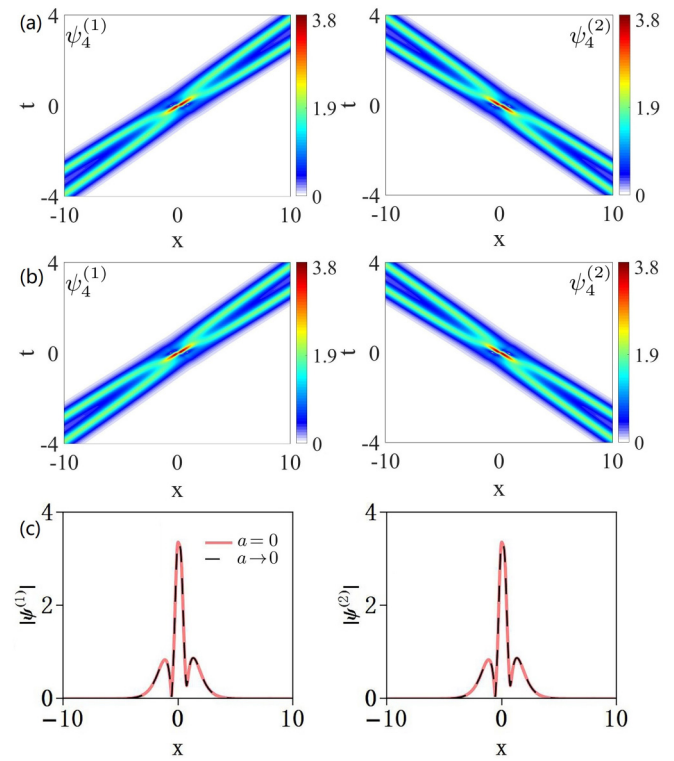 (a) ψ₄⁽¹⁾ 3.8 ψ₄⁽²⁾ 3.8
4 4
t 0 1.9 t 0 1.9
-4 0 -4 0
-10 0 10 -10 0 10
x x
(b) ψ₄⁽¹⁾ 3.8 ψ₄⁽²⁾ 3.8
4 4
t 0 1.9 t 0 1.9
-4 0 -4 0
-10 0 10 -10 0 10
x x
(c) 4 4
a = 0
a → 0
|ψ⁽¹⁾| 2 |ψ⁽²⁾| 2
0 0
−10 0 10 −10 0 10
x x